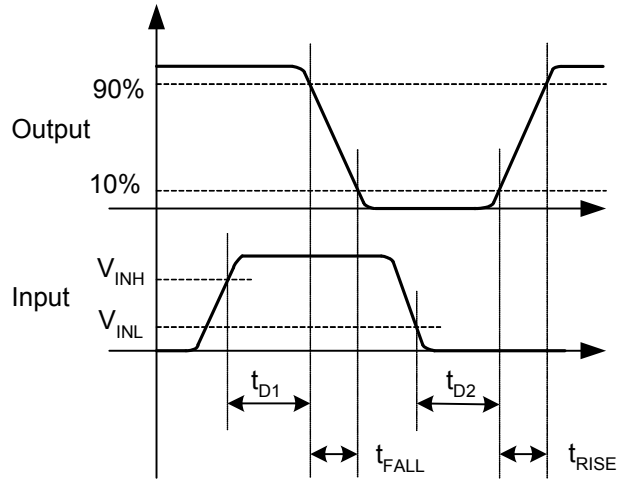 90%
Output
10%
V_INH
Input
V_INL
t_D1
t_D2
t_FALL
t_RISE